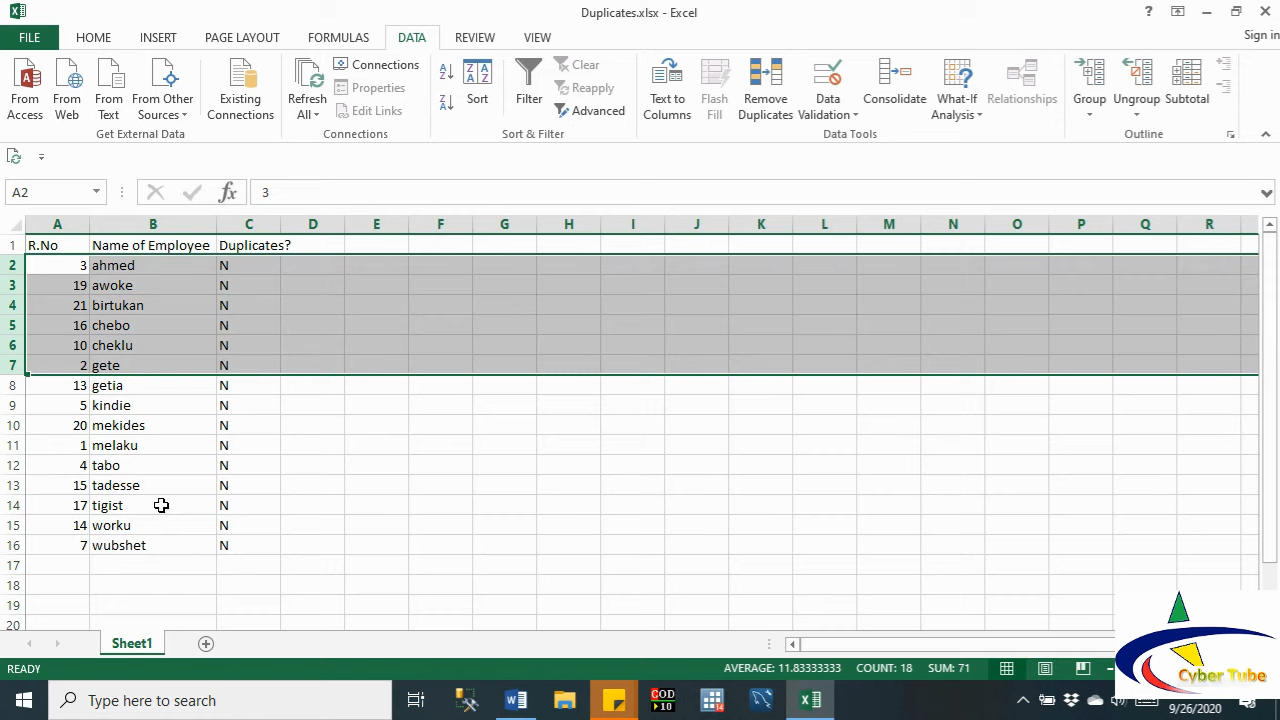 Duplicates.xlsx - Excel
Sign in
FILE HOME INSERT PAGE LAYOUT FORMULAS DATA REVIEW VIEW
From Access
From Web
From Text
From Other Sources
Existing Connections
Get External Data
Refresh All
Connections
Properties
Edit Links
Connections
A Z
Z A
Sort
Filter
Clear
Reapply
Advanced
Sort & Filter
Text to Columns
Flash Fill
Remove Duplicates
Data Validation
Consolidate
What-If Analysis
Relationships
Data Tools
Group
Ungroup
Subtotal
Outline
A2 fx 3
A B C D E F G H I J K L M N O P Q R
1 R.No Name of Employee Duplicates?
2 3 ahmed N
3 19 awoke N
4 21 birtukan N
5 16 chebo N
6 10 cheklu N
7 2 gete N
8 13 getia N
9 5 kindie N
10 20 mekides N
11 1 melaku N
12 4 tabo N
13 15 tadesse N
14 17 tigist N
15 14 worku N
16 7 wubshet N
17
18
19
20
Sheet1
READY AVERAGE: 11.83333333 COUNT: 18 SUM: 71
Cyber Tube
Type here to search
COD
9/26/2020